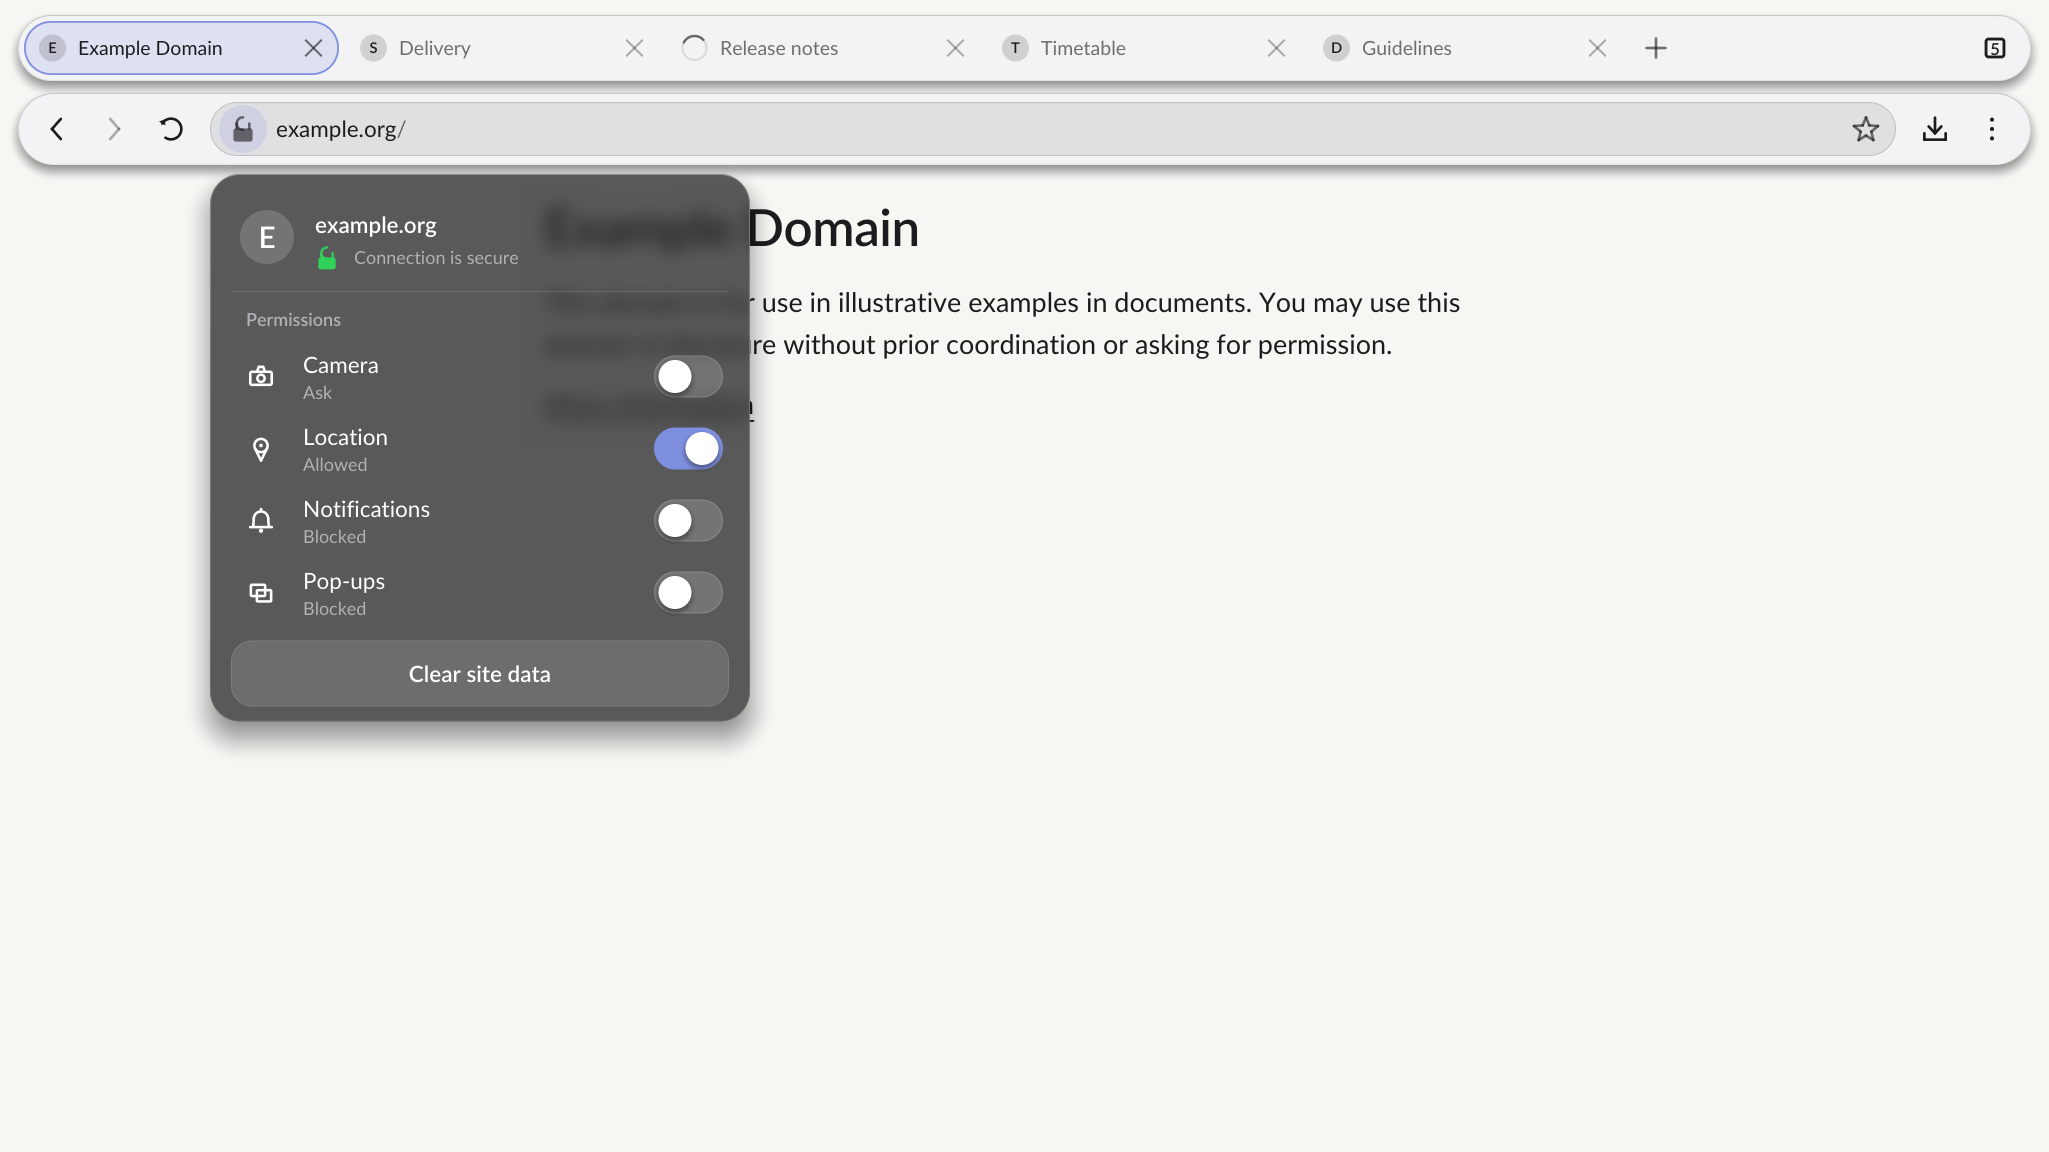 E Example Domain
S Delivery
Release notes
T Timetable
D Guidelines
5
example.org/
E
example.org
Connection is secure
Example Domain
use in illustrative examples in documents. You may use this
without prior coordination or asking for permission.
Permissions
Camera
Ask
Location
Allowed
Notifications
Blocked
Pop-ups
Blocked
Clear site data